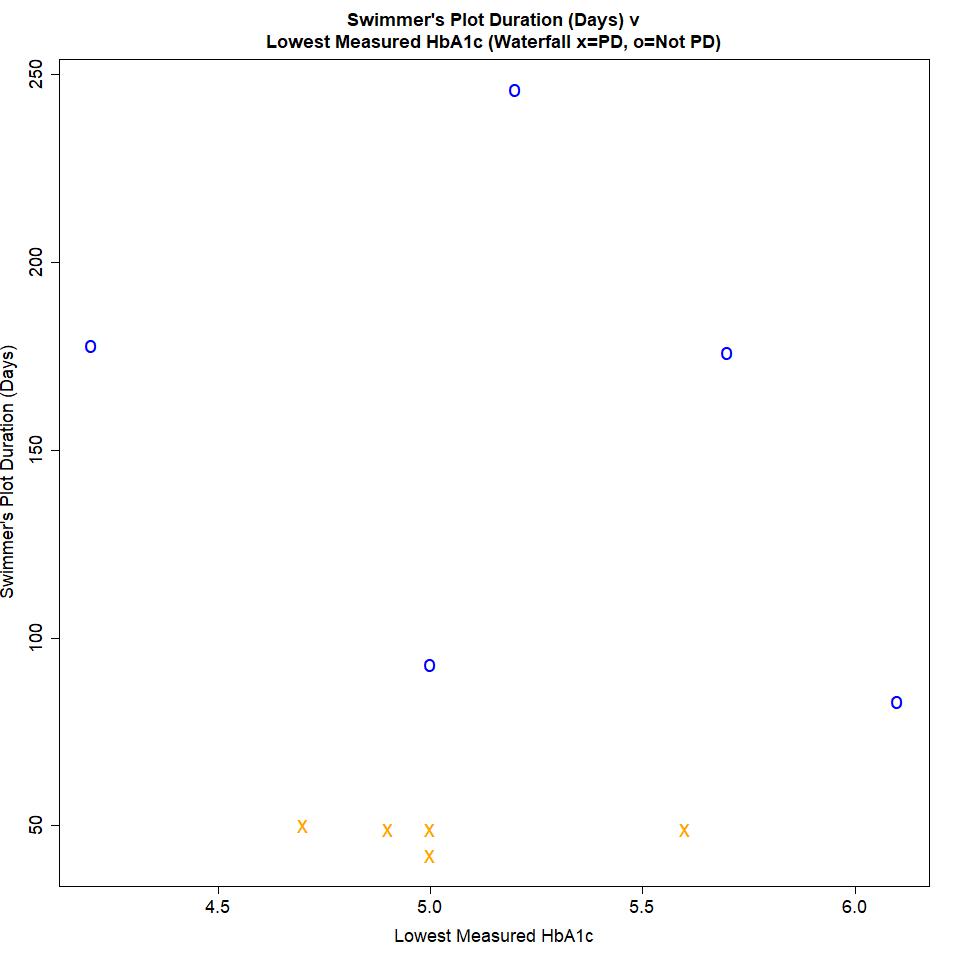 Swimmer's Plot Duration (Days) v
Lowest Measured HbA1c (Waterfall x=PD, o=Not PD)
Swimmer's Plot Duration (Days)
250
200
150
100
50
o
o
o
o
o
x
x
x
x
x
4.5
5.0
5.5
6.0
Lowest Measured HbA1c